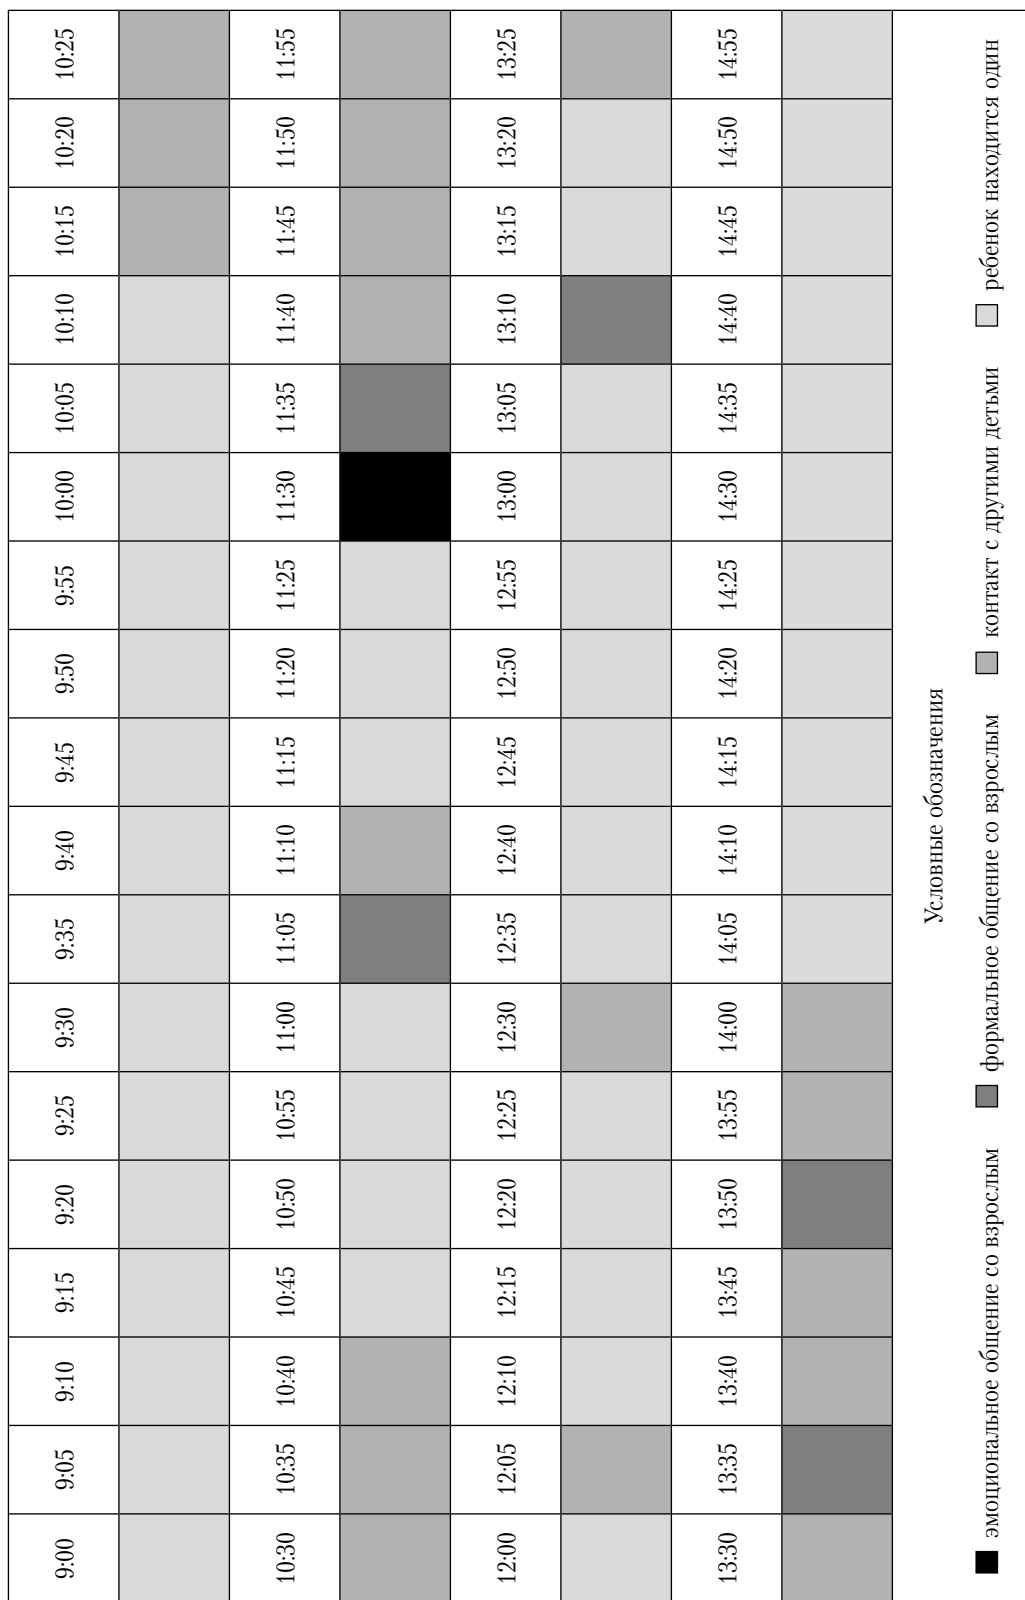 9:00 9:05 9:10 9:15 9:20 9:25 9:30 9:35 9:40 9:45 9:50 9:55 10:00 10:05 10:10 10:15 10:20 10:25
10:30 10:35 10:40 10:45 10:50 10:55 11:00 11:05 11:10 11:15 11:20 11:25 11:30 11:35 11:40 11:45 11:50 11:55
12:00 12:05 12:10 12:15 12:20 12:25 12:30 12:35 12:40 12:45 12:50 12:55 13:00 13:05 13:10 13:15 13:20 13:25
13:30 13:35 13:40 13:45 13:50 13:55 14:00 14:05 14:10 14:15 14:20 14:25 14:30 14:35 14:40 14:45 14:50 14:55
Условные обозначения
эмоциональное общение со взрослым формальное общение со взрослым контакт с другими детьми ребенок находится один